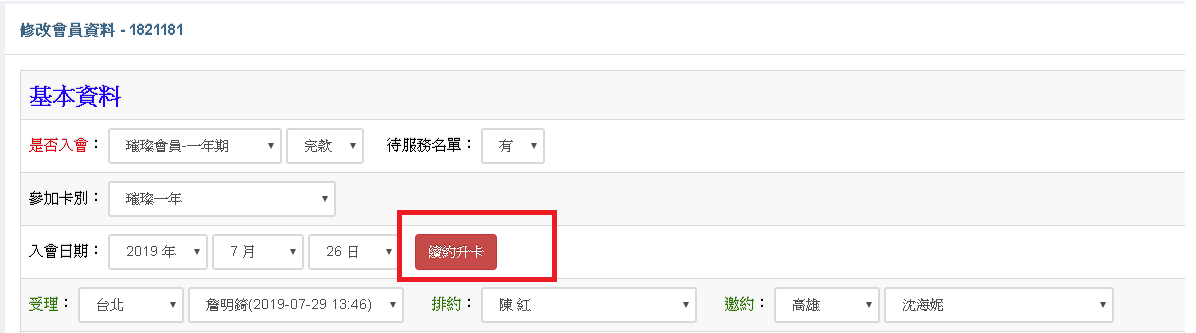 修改會員資料 - 1821181
基本資料
是否入會： 璀璨會員-一年期 完款 待服務名單： 有
參加卡別： 璀璨一年
入會日期： 2019 年 7 月 26 日 續約升卡
受理： 台北 詹明錡(2019-07-29 13:46) 排約： 陳 紅 邀約： 高雄 沈海妮